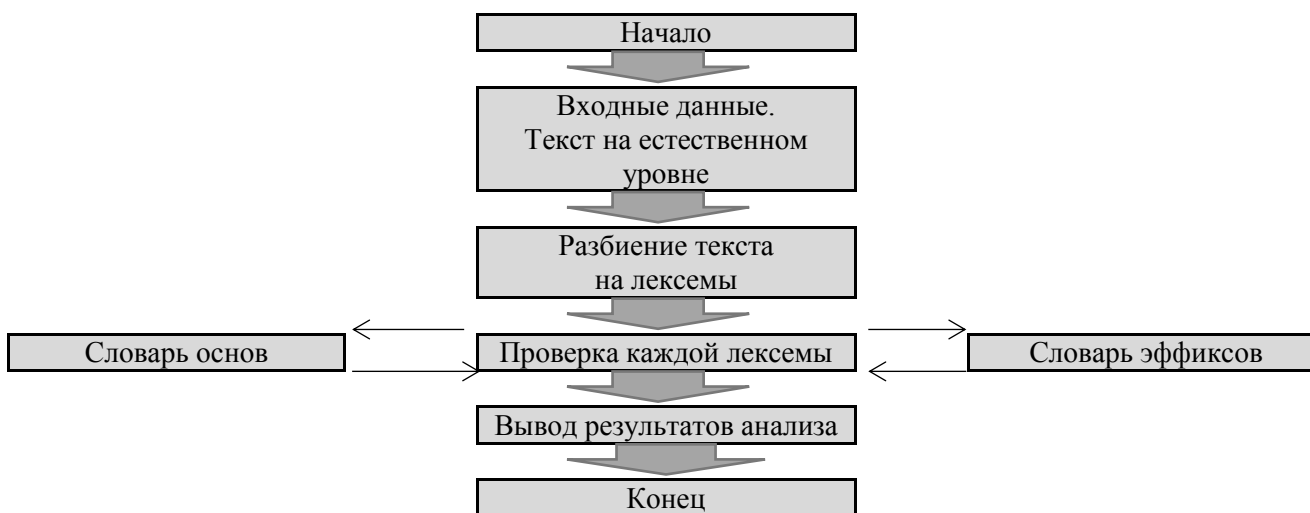 Начало
Входные данные.
Текст на естественном
уровне
Разбиение текста
на лексемы
Словарь основ
Проверка каждой лексемы
Словарь эффиксов
Вывод результатов анализа
Конец